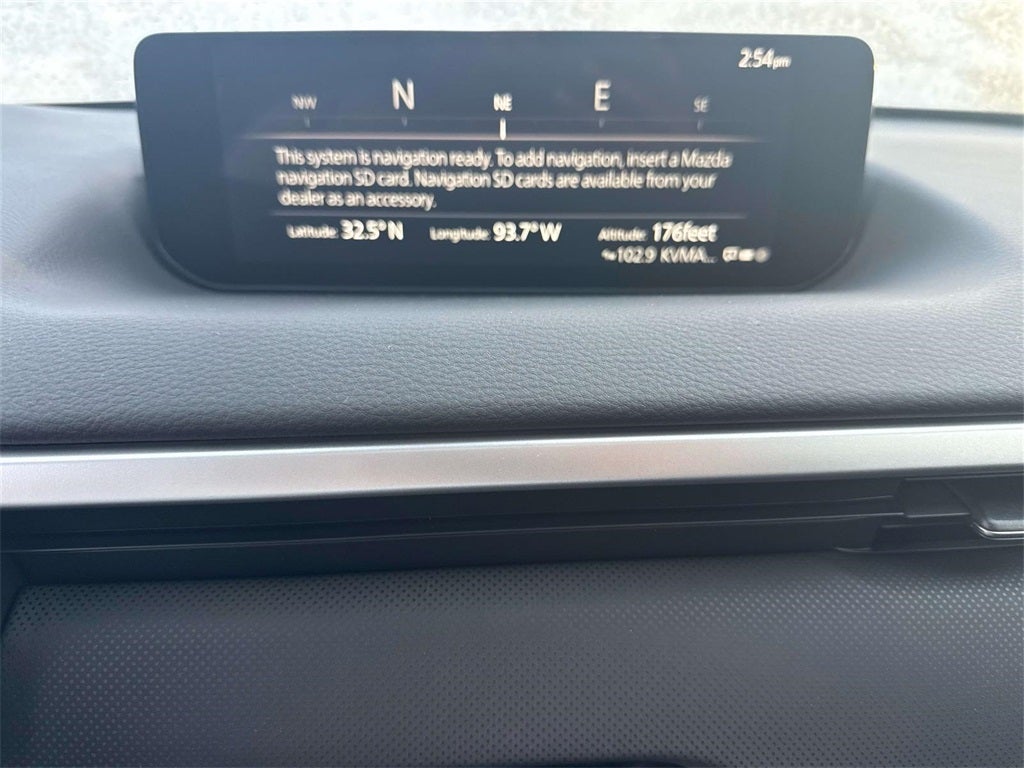 2:54pm
NW N NE E SE
This system is navigation ready. To add navigation, insert a Mazda
navigation SD card. Navigation SD cards are available from your
dealer as an accessory.
Latitude: 32.5°N Longitude: 93.7°W Altitude: 176feet
102.9 KVMA...